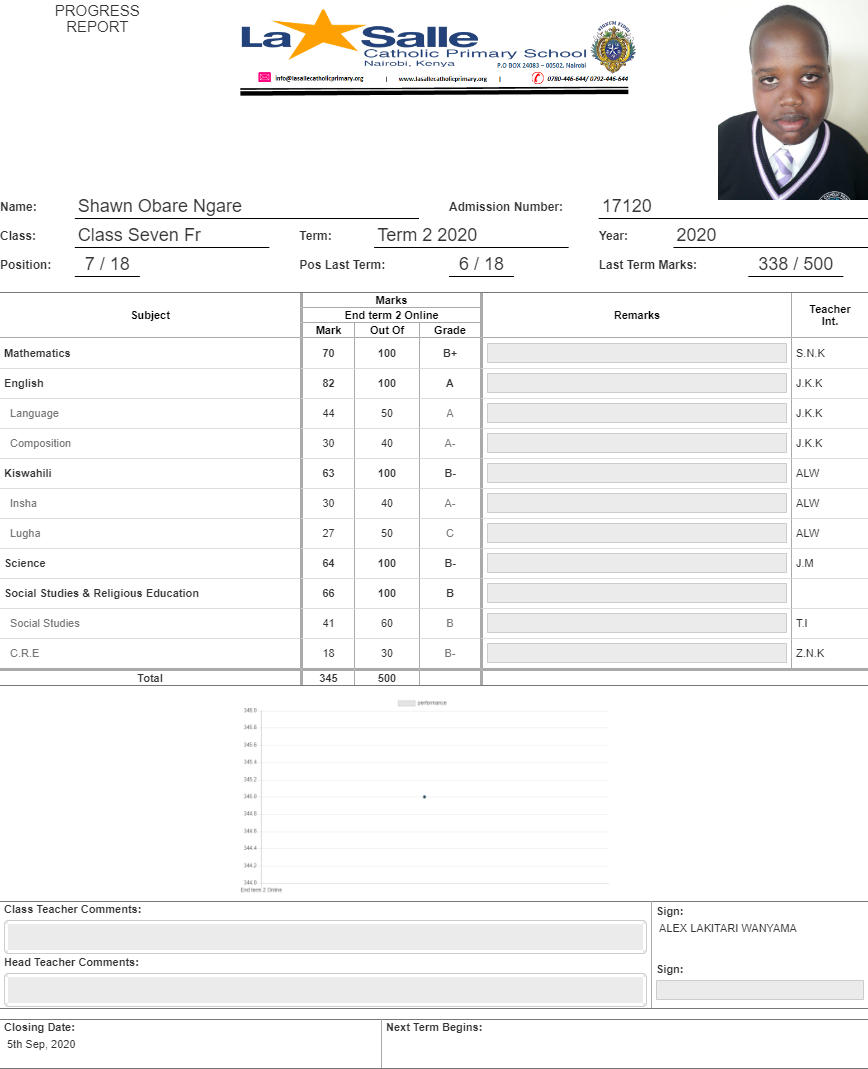 PROGRESS
REPORT
La Salle
Catholic Primary School
Nairobi, Kenya
P.O BOX 24083 – 00502, Nairobi
info@lasallecatholicprimary.org | www.lasallecatholicprimary.org | 0780-446-644/ 0792-446-644
Name: Shawn Obare Ngare Admission Number: 17120
Class: Class Seven Fr Term: Term 2 2020 Year: 2020
Position: 7 / 18 Pos Last Term: 6 / 18 Last Term Marks: 338 / 500
Subject Marks Remarks Teacher Int.
End term 2 Online
Mark Out Of Grade
Mathematics 70 100 B+ S.N.K
English 82 100 A J.K.K
Language 44 50 A J.K.K
Composition 30 40 A- J.K.K
Kiswahili 63 100 B- ALW
Insha 30 40 A- ALW
Lugha 27 50 C ALW
Science 64 100 B- J.M
Social Studies & Religious Education 66 100 B
Social Studies 41 60 B T.I
C.R.E 18 30 B- Z.N.K
Total 345 500
performance
346.0
345.8
345.6
345.4
345.2
345.0
344.8
344.6
344.4
344.2
344.0
End term 2 Online
Class Teacher Comments: Sign:
ALEX LAKITARI WANYAMA
Head Teacher Comments: Sign:
Closing Date: Next Term Begins:
5th Sep, 2020